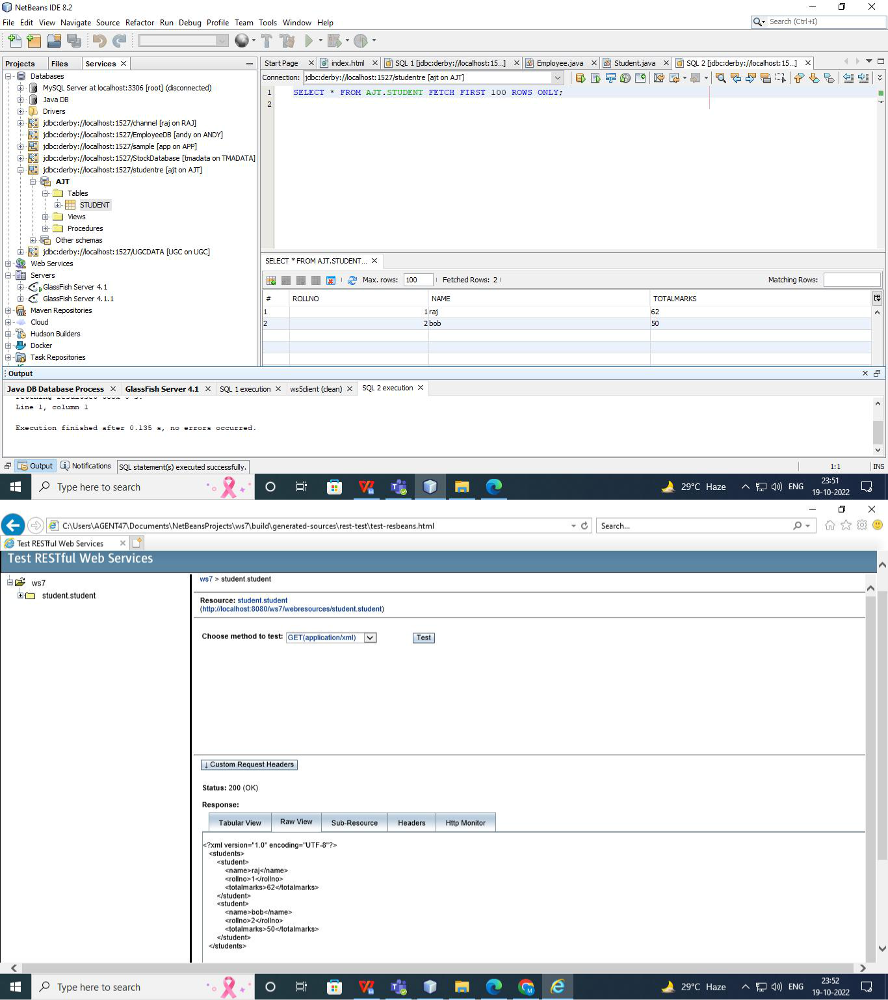 NetBeans IDE 8.2
File Edit View Navigate Source Refactor Run Debug Profile Team Tools Window Help
Search (Ctrl+I)
Projects Files Services
Start Page index.html SQL 1 [jdbc:derby://localhost:15...] Employee.java Student.java SQL 2 [jdbc:derby://localhost:15...]
Connection: jdbc:derby://localhost:1527/studentre [ajt on AJT]
1 SELECT * FROM AJT.STUDENT FETCH FIRST 100 ROWS ONLY;
2
Databases
MySQL Server at localhost:3306 [root] (disconnected)
Java DB
Drivers
jdbc:derby://localhost:1527/channel [raj on RAJ]
jdbc:derby://localhost:1527/EmployeeDB [andy on ANDY]
jdbc:derby://localhost:1527/sample [app on APP]
jdbc:derby://localhost:1527/StockDatabase [tmadata on TMADATA]
jdbc:derby://localhost:1527/studentre [ajt on AJT]
AJT
Tables
STUDENT
Views
Procedures
Other schemas
jdbc:derby://localhost:1527/UGCDATA [UGC on UGC]
Web Services
Servers
GlassFish Server 4.1
GlassFish Server 4.1.1
Maven Repositories
Cloud
Hudson Builders
Docker
Task Repositories
SELECT * FROM AJT.STUDENT...
Max. rows: 100 Fetched Rows: 2 Matching Rows:
# ROLLNO NAME TOTALMARKS
1 1 raj 62
2 2 bob 50
Output
Java DB Database Process GlassFish Server 4.1 SQL 1 execution ws5client (clean) SQL 2 execution
Line 1, column 1
Execution finished after 0.135 s, no errors occurred.
Output Notifications SQL statement(s) executed successfully. 1:1 INS
Type here to search 29°C Haze ENG 23:51
19-10-2022
C:\Users\AGENT47\Documents\NetBeansProjects\ws7\build\generated-sources\rest-test\test-resbeans.html Search...
Test RESTful Web Services
Test RESTful Web Services
ws7
student.student
ws7 > student.student
Resource: student.student
(http://localhost:8080/ws7/webresources/student.student)
Choose method to test: GET(application/xml) Test
↓ Custom Request Headers
Status: 200 (OK)
Response:
Tabular View Raw View Sub-Resource Headers Http Monitor
<?xml version="1.0" encoding="UTF-8"?>
<students>
<student>
<name>raj</name>
<rollno>1</rollno>
<totalmarks>62</totalmarks>
</student>
<student>
<name>bob</name>
<rollno>2</rollno>
<totalmarks>50</totalmarks>
</student>
</students>
Type here to search 29°C Haze ENG 23:52
19-10-2022